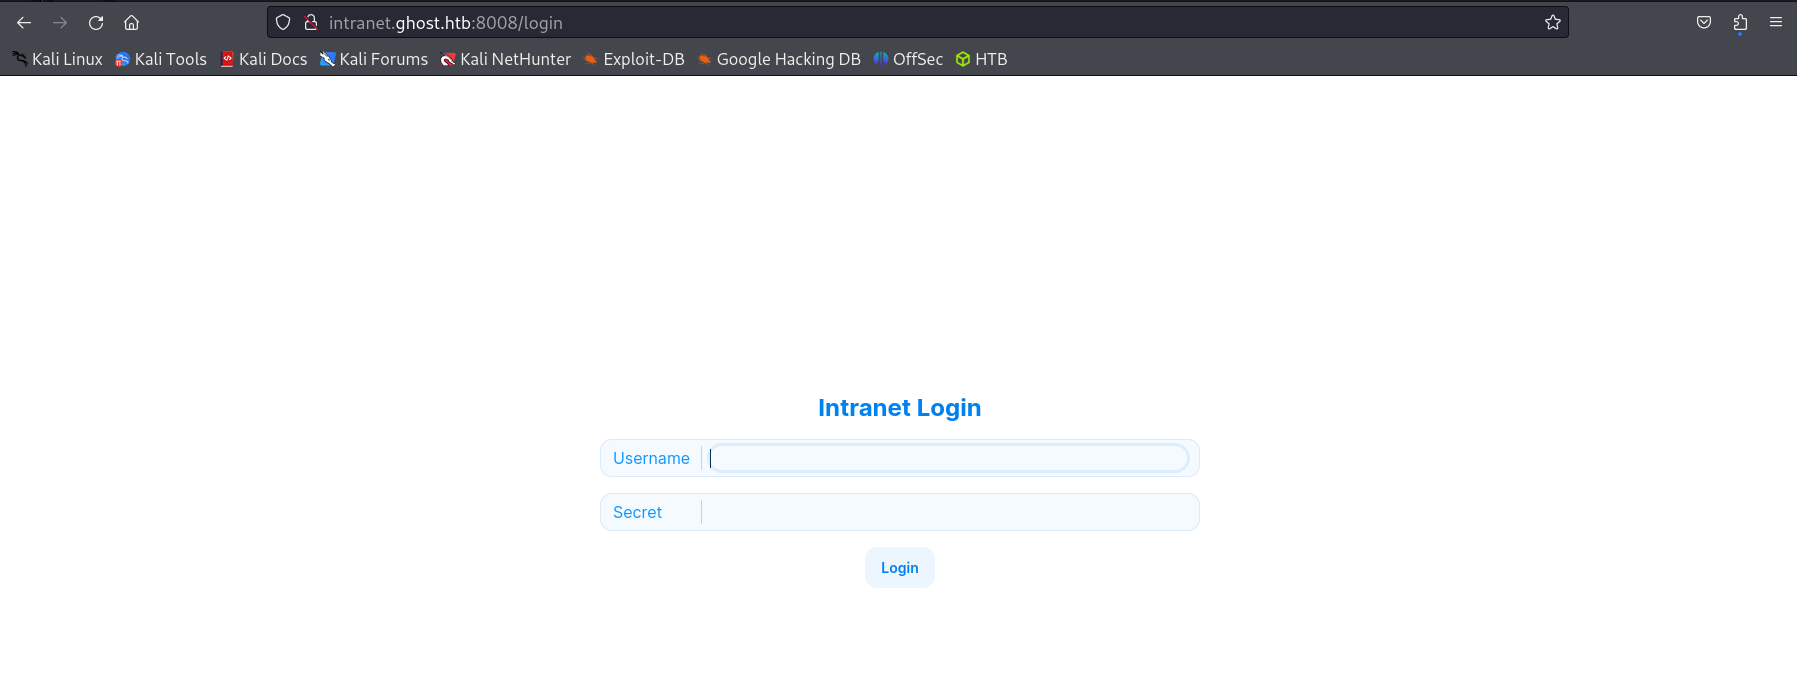 intranet.ghost.htb:8008/login
Kali Linux Kali Tools Kali Docs Kali Forums Kali NetHunter Exploit-DB Google Hacking DB OffSec HTB
Intranet Login
Username
Secret
Login